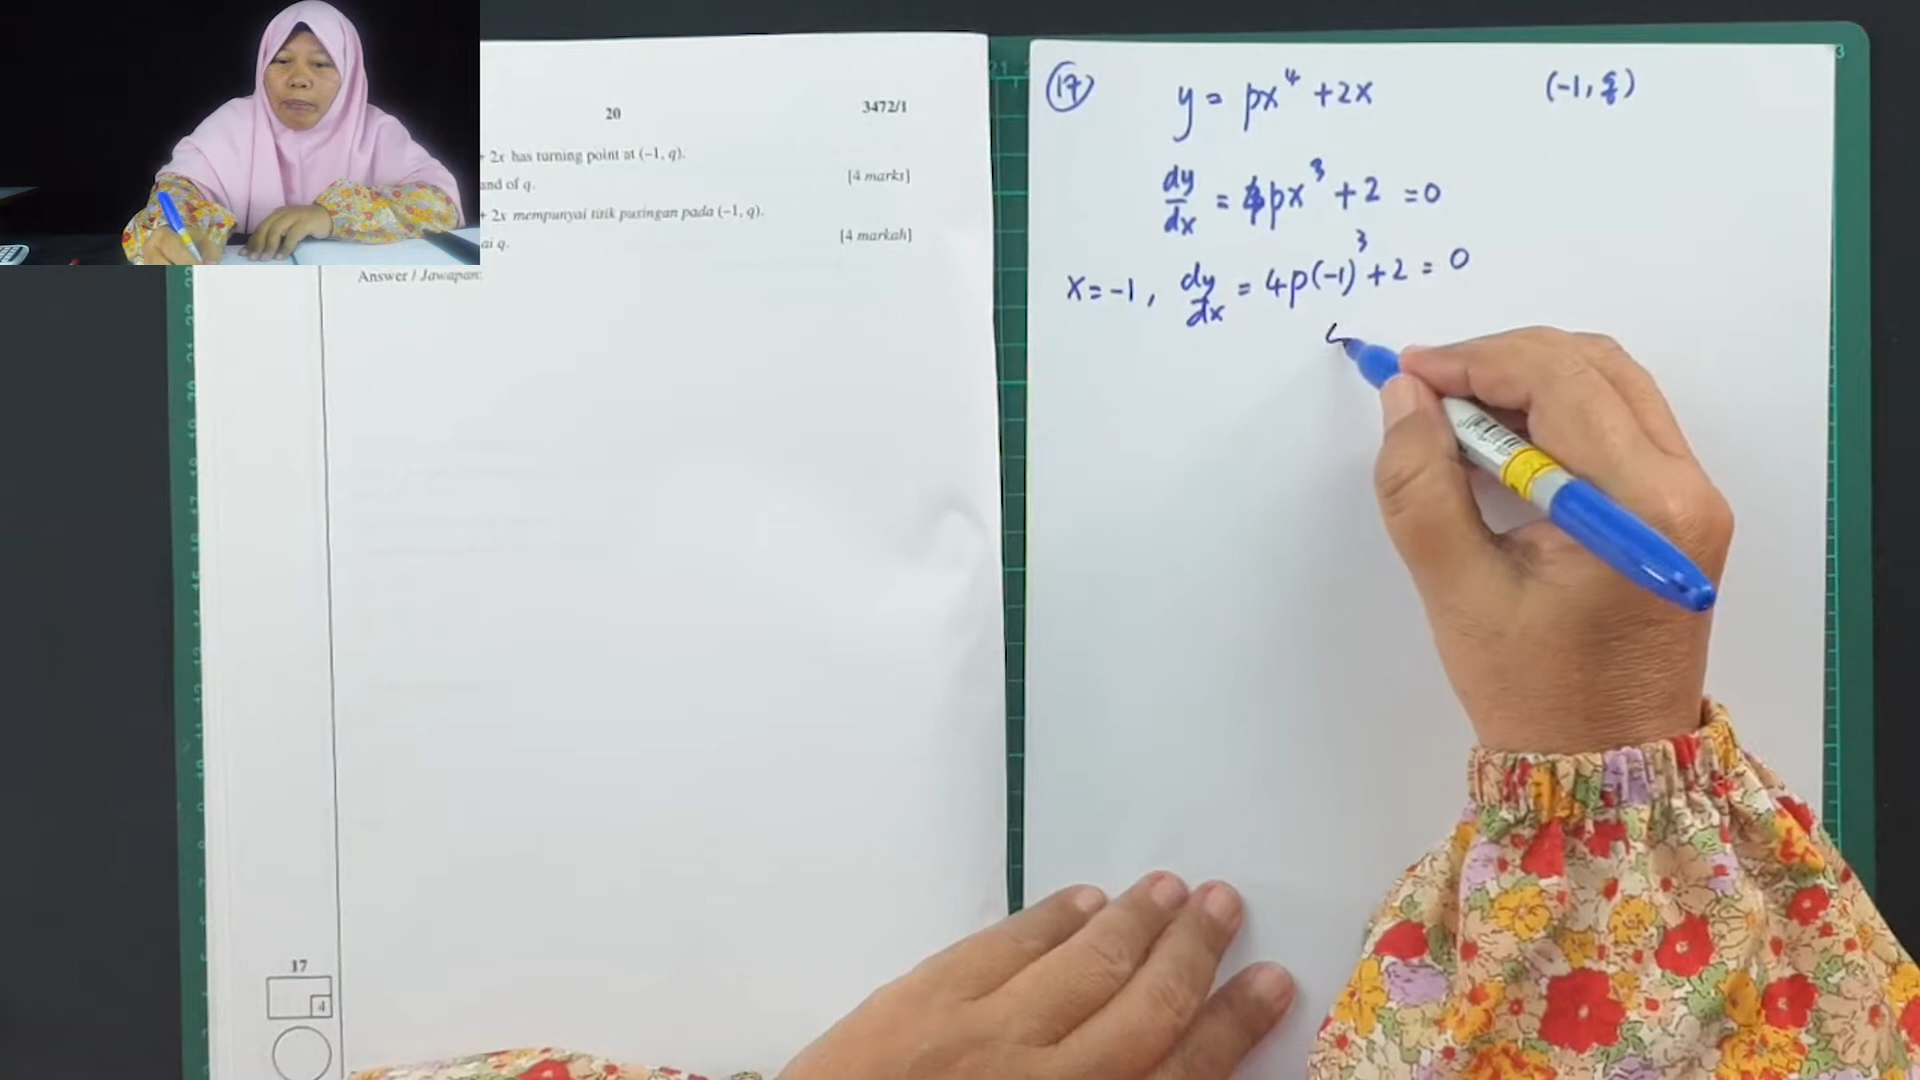 20 3472/1
+ 2x has turning point at (−1, q).
and of q. [4 marks]
+ 2x mempunyai titik pusingan pada (−1, q).
ai q. [4 markah]
Answer / Jawapan:
17
4
17 y = px⁴ + 2x (-1, q)
dy/dx = 4px³ + 2 = 0
x = -1, dy/dx = 4p(-1)³ + 2 = 0